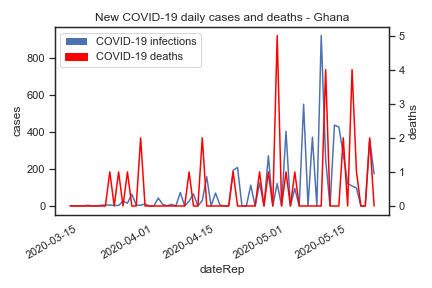 New COVID-19 daily cases and deaths - Ghana
COVID-19 infections
COVID-19 deaths
800
600
400
200
0
cases
5
4
3
2
1
0
deaths
2020-03-15
2020-04-01
2020-04-15
2020-05-01
2020-05-15
dateRep